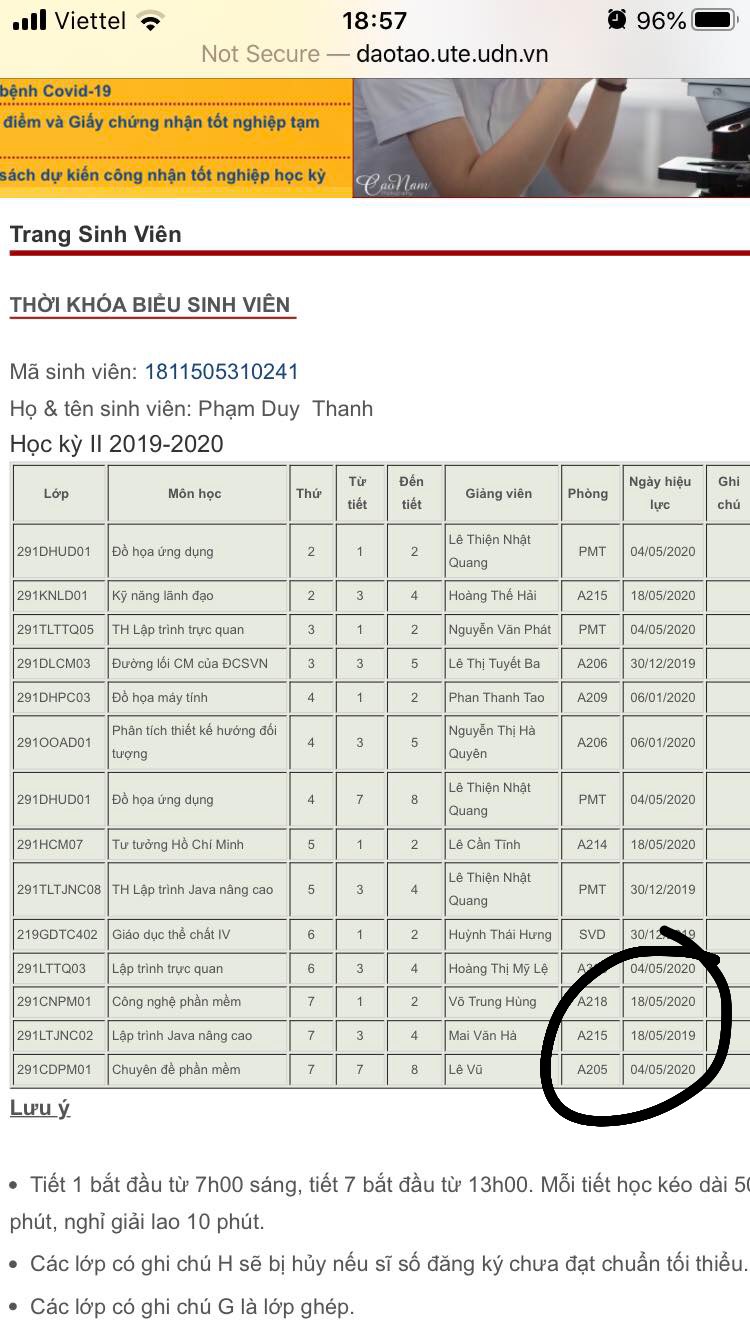 Viettel 18:57 96%
Not Secure — daotao.ute.udn.vn
bệnh Covid-19
điểm và Giấy chứng nhận tốt nghiệp tạm
sách dự kiến công nhận tốt nghiệp học kỳ
CaoNam
Trang Sinh Viên
THỜI KHÓA BIỂU SINH VIÊN
Mã sinh viên: 1811505310241
Họ & tên sinh viên: Phạm Duy Thanh
Học kỳ II 2019-2020
Lớp Môn học Thứ Từ tiết Đến tiết Giảng viên Phòng Ngày hiệu lực Ghi chú
291DHUD01 Đồ họa ứng dụng 2 1 2 Lê Thiện Nhật Quang PMT 04/05/2020
291KNLD01 Kỹ năng lãnh đạo 2 3 4 Hoàng Thế Hải A215 18/05/2020
291TLTTQ05 TH Lập trình trực quan 3 1 2 Nguyễn Văn Phát PMT 04/05/2020
291DLCM03 Đường lối CM của ĐCSVN 3 3 5 Lê Thị Tuyết Ba A206 30/12/2019
291DHPC03 Đồ họa máy tính 4 1 2 Phan Thanh Tao A209 06/01/2020
291OOAD01 Phân tích thiết kế hướng đối tượng 4 3 5 Nguyễn Thị Hà Quyên A206 06/01/2020
291DHUD01 Đồ họa ứng dụng 4 7 8 Lê Thiện Nhật Quang PMT 04/05/2020
291HCM07 Tư tưởng Hồ Chí Minh 5 1 2 Lê Cần Tĩnh A214 18/05/2020
291TLTJNC08 TH Lập trình Java nâng cao 5 3 4 Lê Thiện Nhật Quang PMT 30/12/2019
219GDTC402 Giáo dục thể chất IV 6 1 2 Huỳnh Thái Hưng SVD 30/12/2019
291LTTQ03 Lập trình trực quan 6 3 4 Hoàng Thị Mỹ Lệ 04/05/2020
291CNPM01 Công nghệ phần mềm 7 1 2 Võ Trung Hùng A218 18/05/2020
291LTJNC02 Lập trình Java nâng cao 7 3 4 Mai Văn Hà A215 18/05/2019
291CDPM01 Chuyên đề phần mềm 7 7 8 Lê Vũ A205 04/05/2020
Lưu ý
• Tiết 1 bắt đầu từ 7h00 sáng, tiết 7 bắt đầu từ 13h00. Mỗi tiết học kéo dài 50
phút, nghỉ giải lao 10 phút.
• Các lớp có ghi chú H sẽ bị hủy nếu sĩ số đăng ký chưa đạt chuẩn tối thiểu.
• Các lớp có ghi chú G là lớp ghép.